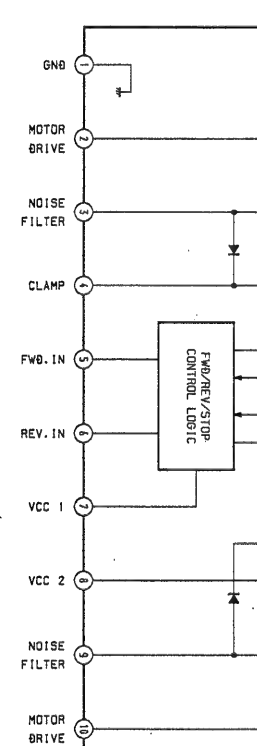 GND 1
MOTOR
DRIVE 2
NOISE
FILTER 3
CLAMP 4
FWD.IN 5
FWD/REV/STOP
CONTROL LOGIC
REV.IN 6
VCC 1 7
VCC 2 8
NOISE
FILTER 9
MOTOR
DRIVE 10